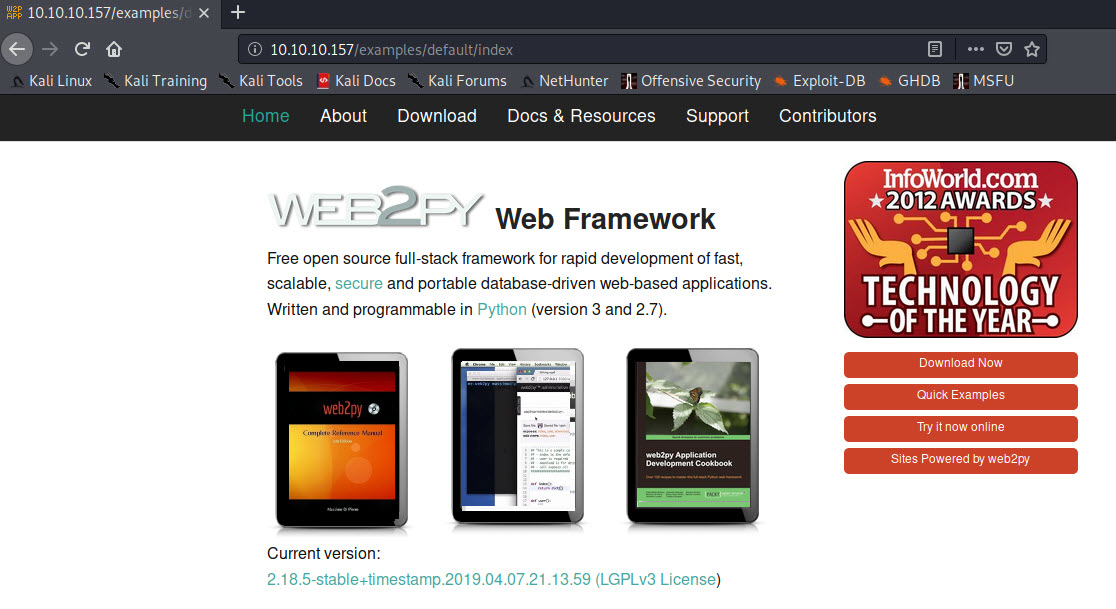 W2P APP 10.10.10.157/examples/d
10.10.10.157/examples/default/index
Kali Linux Kali Training Kali Tools Kali Docs Kali Forums NetHunter Offensive Security Exploit-DB GHDB MSFU
Home About Download Docs & Resources Support Contributors
WEB2PY Web Framework
Free open source full-stack framework for rapid development of fast,
scalable, secure and portable database-driven web-based applications.
Written and programmable in Python (version 3 and 2.7).
web2py
Complete Reference Manual
web2py Application
Development Cookbook
Current version:
2.18.5-stable+timestamp.2019.04.07.21.13.59 (LGPLv3 License)
InfoWorld.com
2012 AWARDS
TECHNOLOGY
OF THE YEAR
Download Now
Quick Examples
Try it now online
Sites Powered by web2py